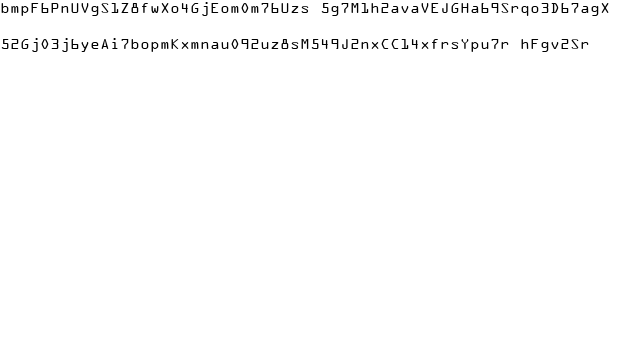 bmpF6PnUVgS1Z8fwXo4GjEom0m76Uzs 5g7M1h2avaVEJGHa69Srqo3D67agX
52Gj03j6yeAi7bopmKxmnau092uz8sM549J2nxCC14xfrsYpu7r hFgv2Sr